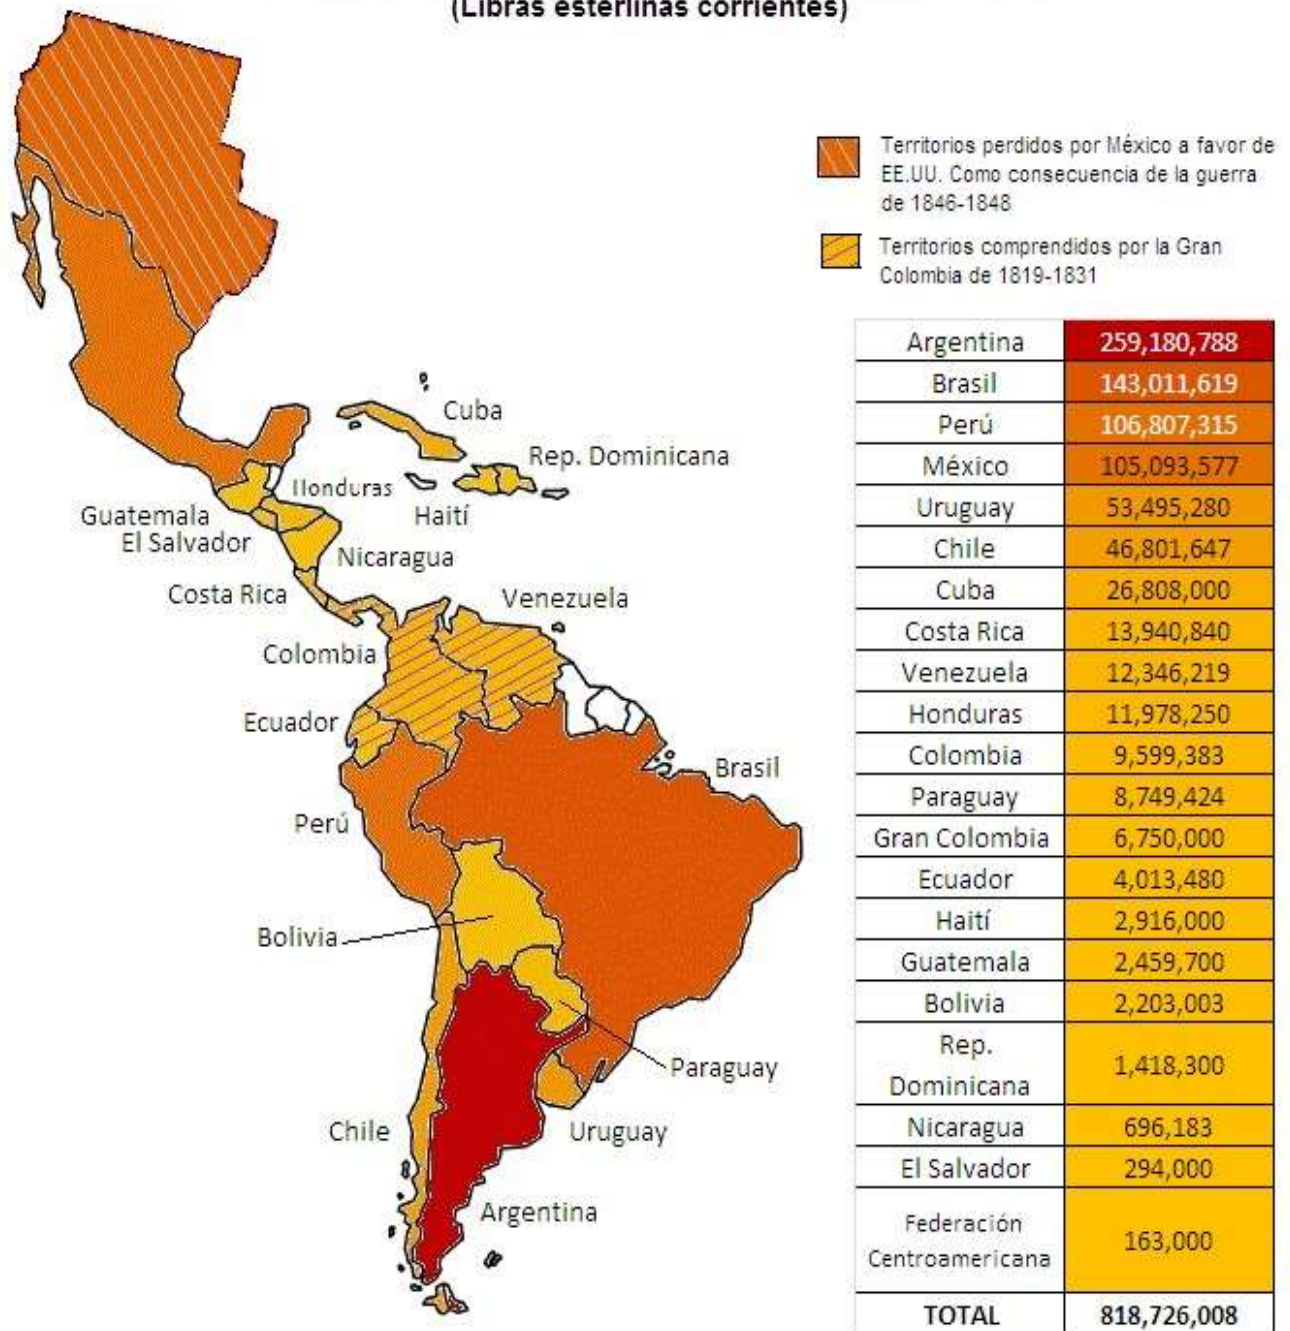 (Libras esterlinas corrientes)
Territorios perdidos por México a favor de
EE.UU. Como consecuencia de la guerra
de 1846-1848
Territorios comprendidos por la Gran
Colombia de 1819-1831
Cuba
Rep. Dominicana
Honduras
Haití
Guatemala
El Salvador
Nicaragua
Costa Rica
Venezuela
Colombia
Ecuador
Brasil
Perú
Bolivia
Paraguay
Chile
Uruguay
Argentina
Argentina 259,180,788
Brasil 143,011,619
Perú 106,807,315
México 105,093,577
Uruguay 53,495,280
Chile 46,801,647
Cuba 26,808,000
Costa Rica 13,940,840
Venezuela 12,346,219
Honduras 11,978,250
Colombia 9,599,383
Paraguay 8,749,424
Gran Colombia 6,750,000
Ecuador 4,013,480
Haití 2,916,000
Guatemala 2,459,700
Bolivia 2,203,003
Rep.
Dominicana 1,418,300
Nicaragua 696,183
El Salvador 294,000
Federación
Centroamericana 163,000
TOTAL 818,726,008